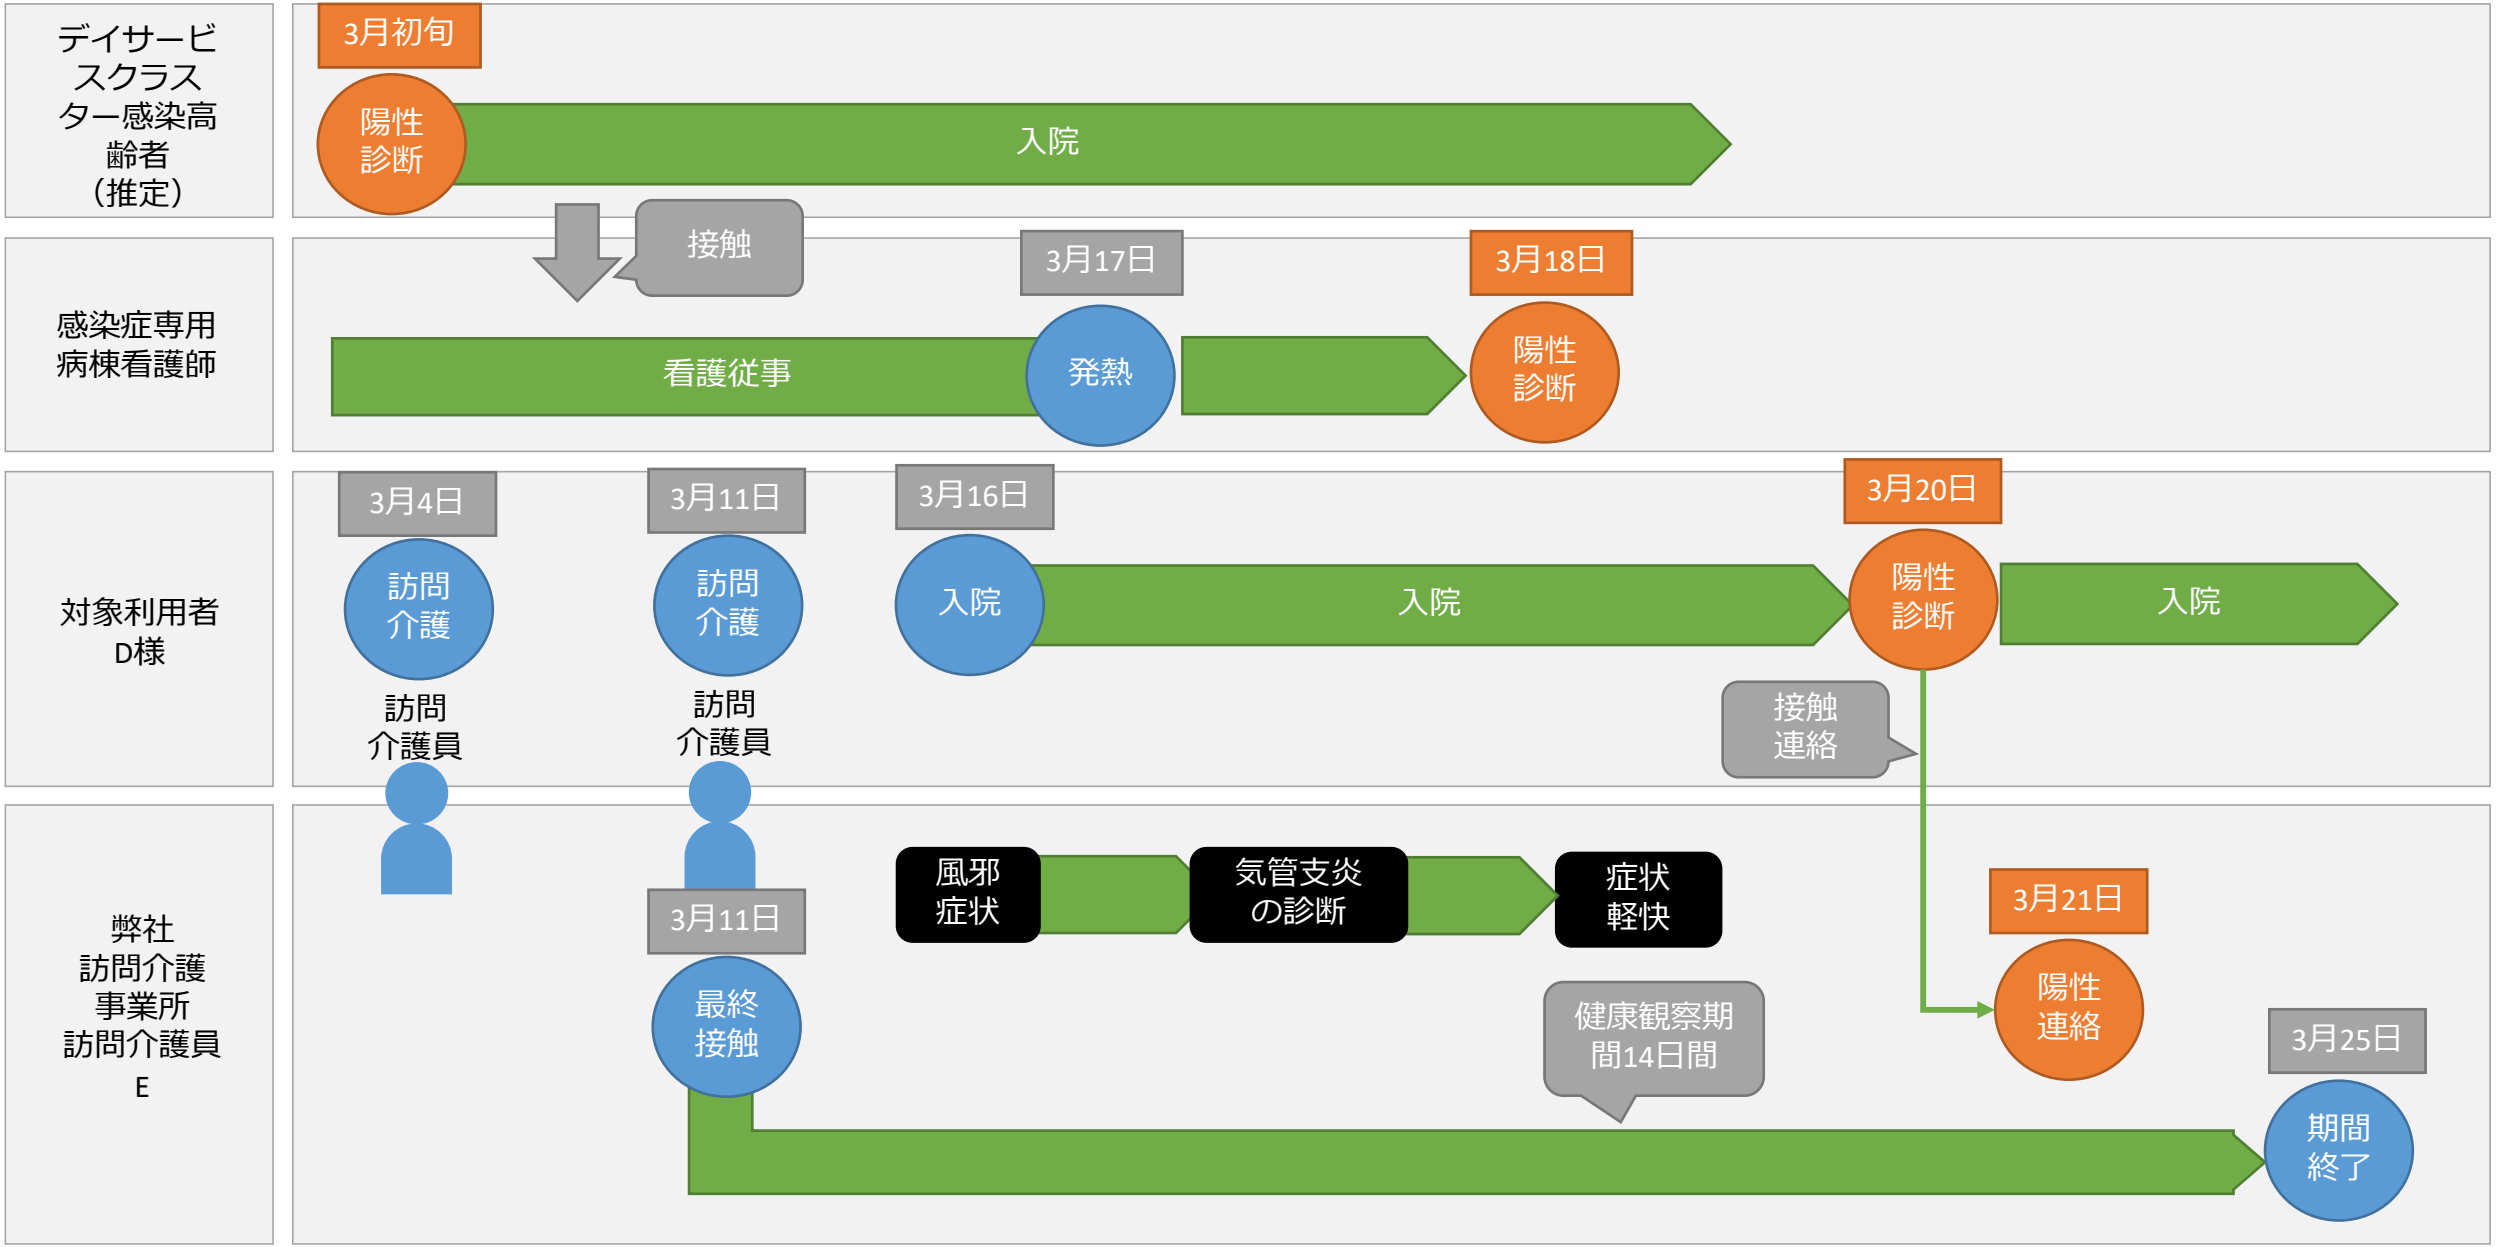 デイサービ
スクラス
ター感染高
齢者
（推定）
3月初旬
陽性
診断
入院
接触
感染症専用
病棟看護師
看護従事
3月17日
発熱
3月18日
陽性
診断
対象利用者
D様
3月4日
訪問
介護
訪問
介護員
3月11日
訪問
介護
訪問
介護員
3月16日
入院
入院
3月20日
陽性
診断
入院
接触
連絡
弊社
訪問介護
事業所
訪問介護員
E
3月11日
最終
接触
風邪
症状
気管支炎
の診断
症状
軽快
健康観察期
間14日間
3月21日
陽性
連絡
3月25日
期間
終了